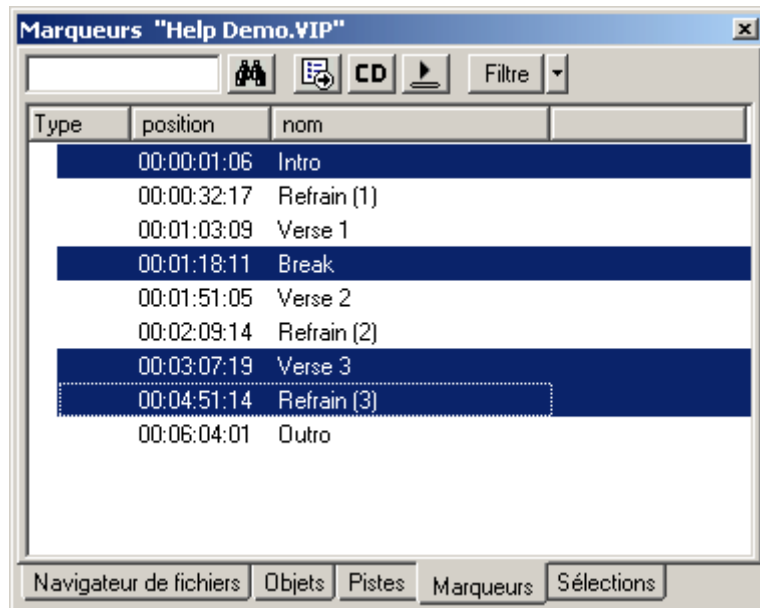 Marqueurs "Help Demo.VIP"
CD Filtre
Type position nom
00:00:01:06 Intro
00:00:32:17 Refrain (1)
00:01:03:09 Verse 1
00:01:18:11 Break
00:01:51:05 Verse 2
00:02:09:14 Refrain (2)
00:03:07:19 Verse 3
00:04:51:14 Refrain (3)
00:06:04:01 Outro
Navigateur de fichiers Objets Pistes Marqueurs Sélections